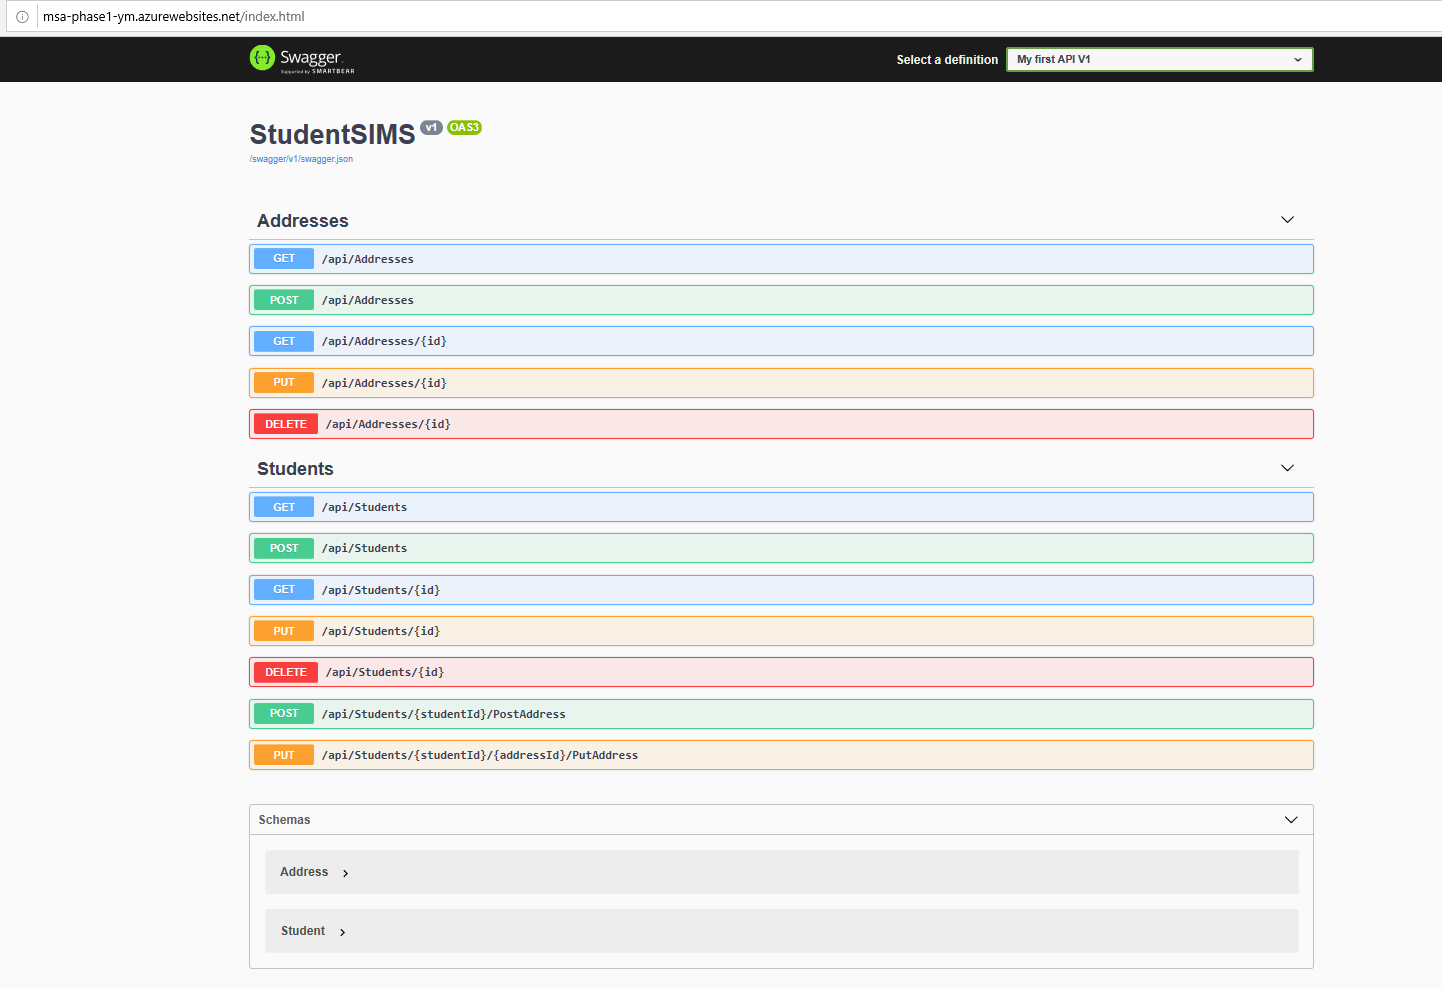 msa-phase1-ym.azurewebsites.net/index.html
Swagger
Supported by SMARTBEAR
Select a definition
My first API V1
StudentSIMS v1 OAS3
/swagger/v1/swagger.json
Addresses
GET /api/Addresses
POST /api/Addresses
GET /api/Addresses/{id}
PUT /api/Addresses/{id}
DELETE /api/Addresses/{id}
Students
GET /api/Students
POST /api/Students
GET /api/Students/{id}
PUT /api/Students/{id}
DELETE /api/Students/{id}
POST /api/Students/{studentId}/PostAddress
PUT /api/Students/{studentId}/{addressId}/PutAddress
Schemas
Address
Student